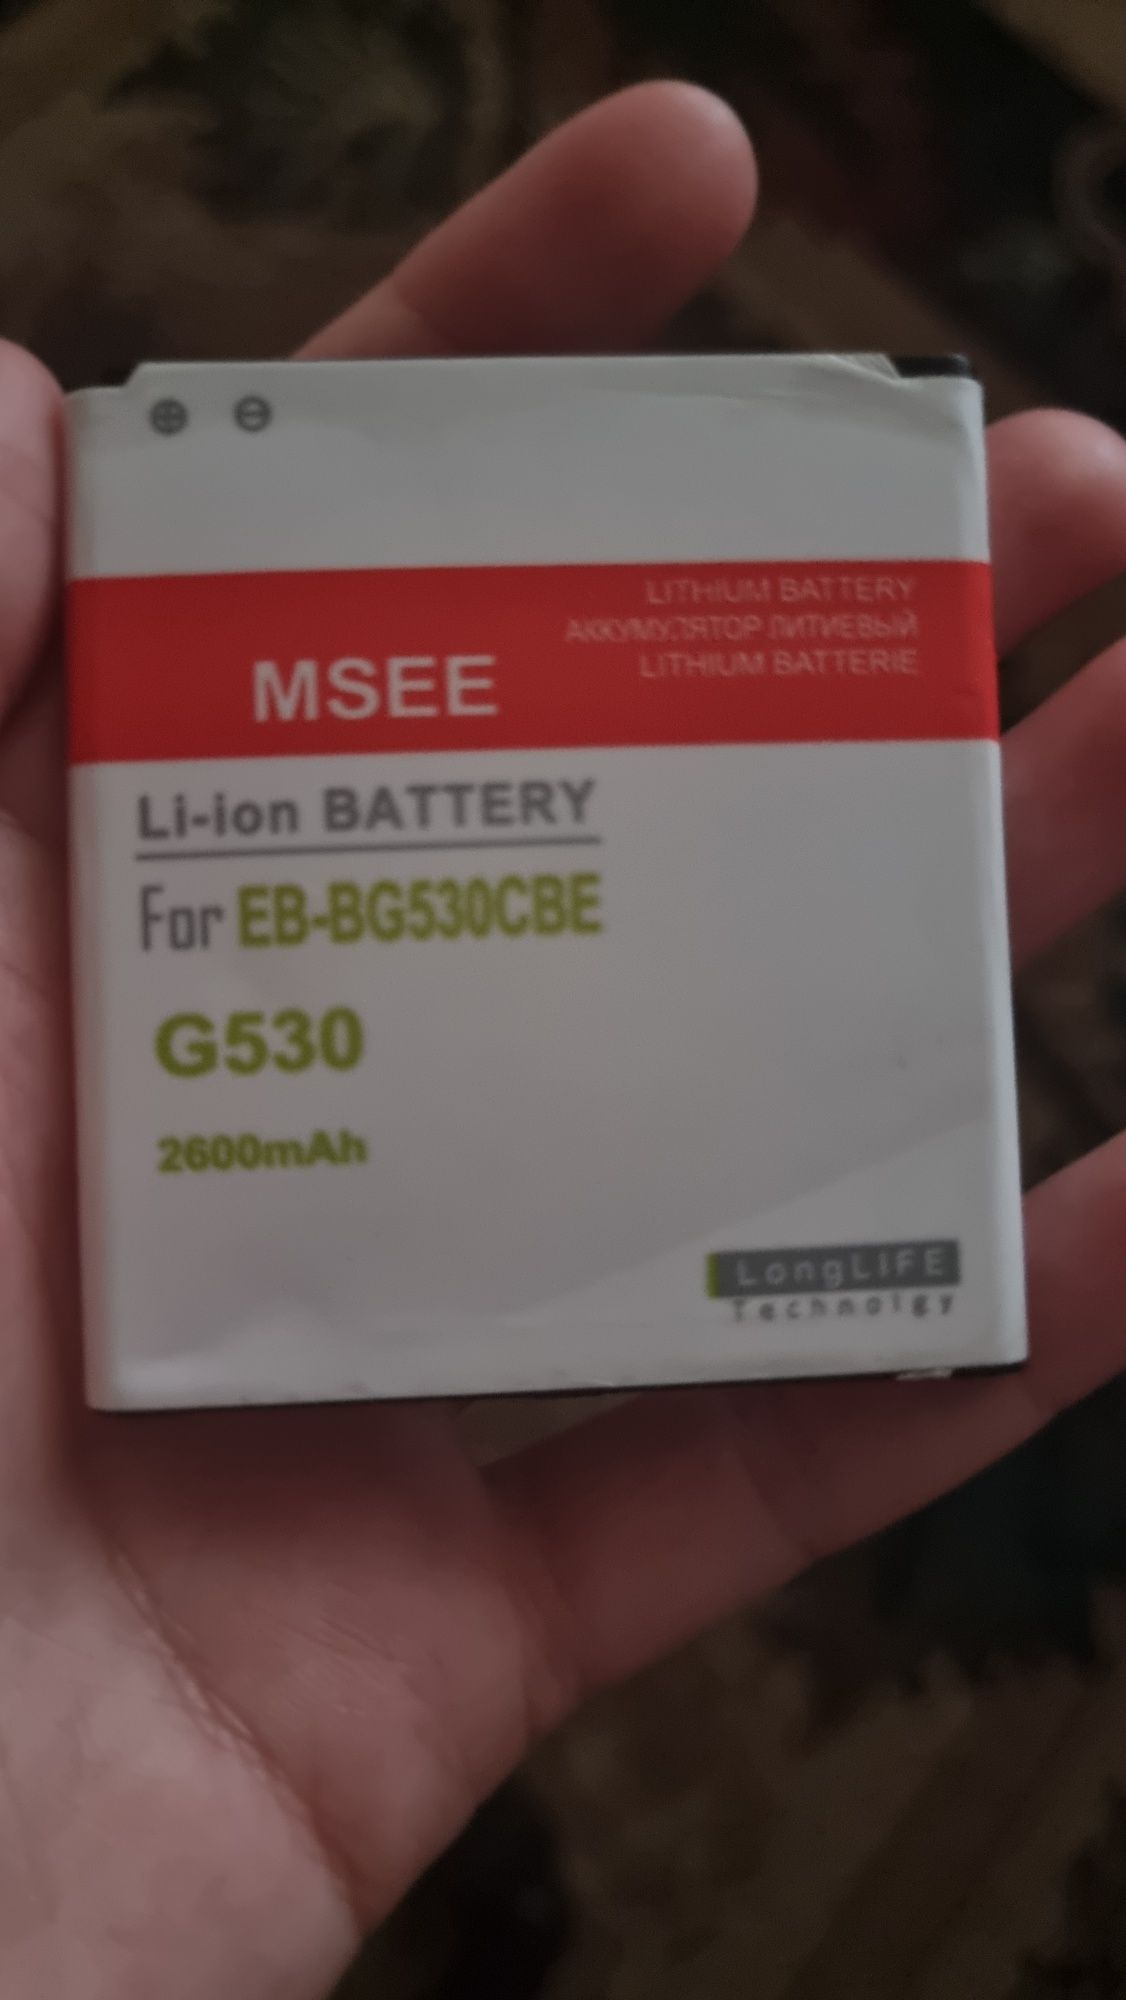 ⊕ ⊖
LITHIUM BATTERY
АККУМУЛЯТОР ЛИТИЕВЫЙ
LITHIUM BATTERIE
MSEE
Li-ion BATTERY
For EB-BG530CBE
G530
2600mAh
LongLIFE
Technolgy